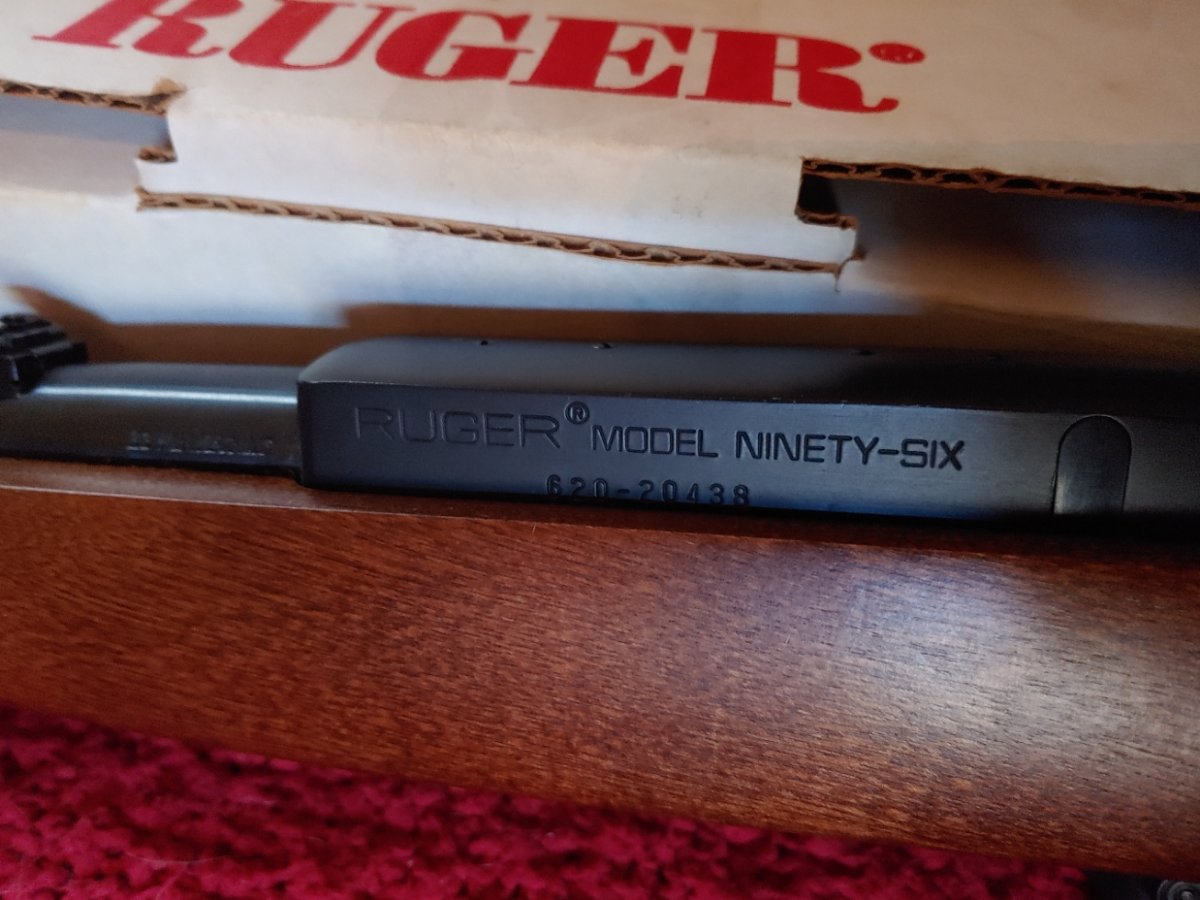 RUGER®
RUGER® MODEL NINETY-SIX
620-20438